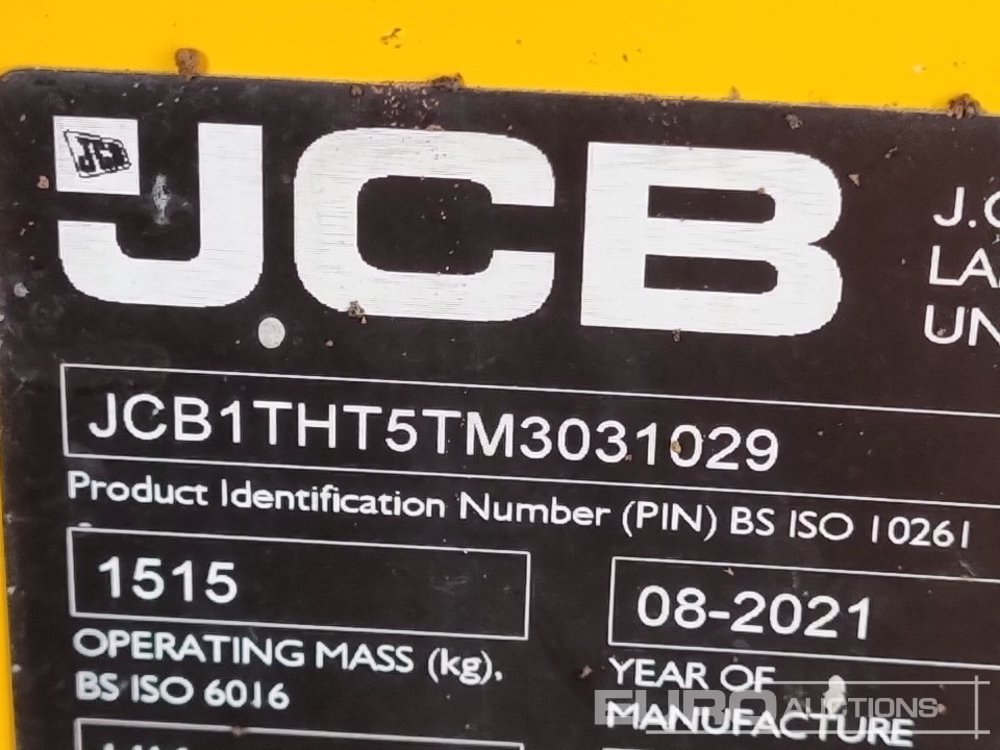 JCB
JCB
J.C
LA
UN
JCB1THT5TM3031029
Product Identification Number (PIN) BS ISO 10261
1515
08-2021
OPERATING MASS (kg),
BS ISO 6016
YEAR OF
MANUFACTURE
EURO AUCTIONS